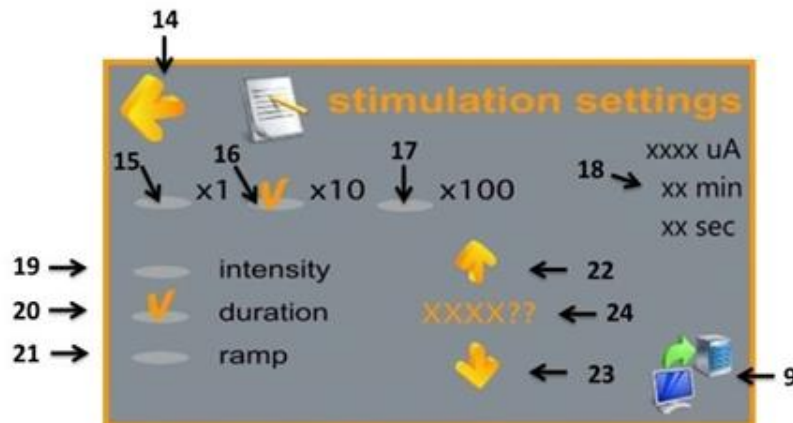 14
stimulation settings
15 16 17
x1 x10 x100
18
xxxx uA
xx min
xx sec
19 intensity 22
20 duration XXXX?? 24
21 ramp 23
9